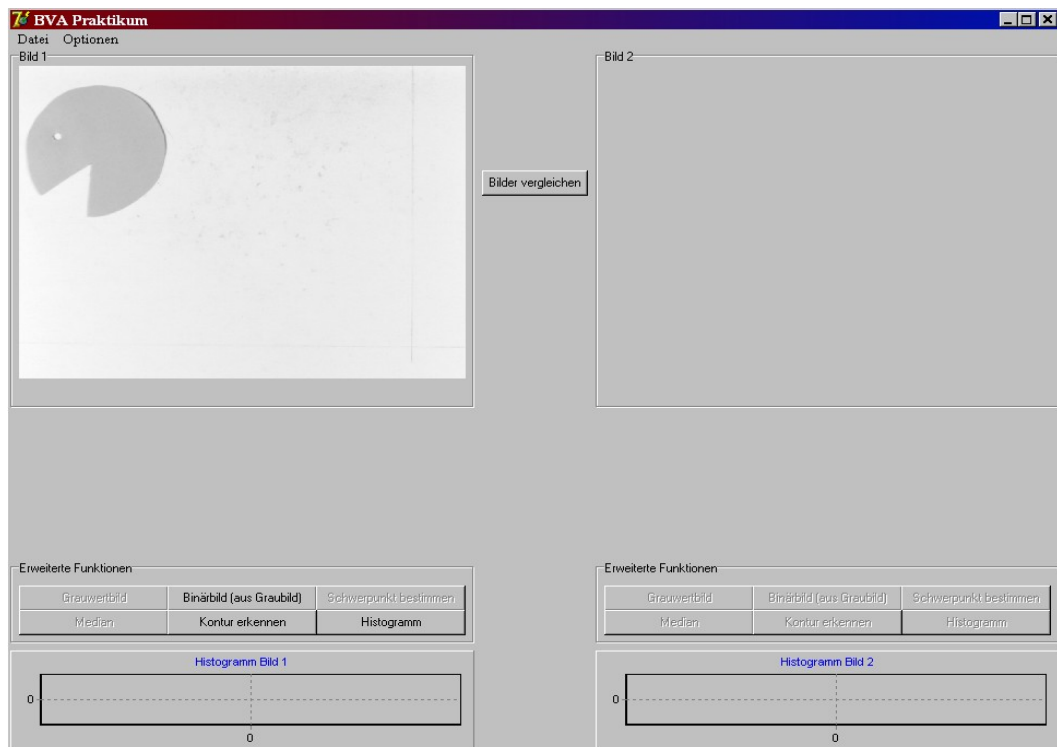 BVA Praktikum
Datei Optionen
Bild 1
Bild 2
Bilder vergleichen
Erweiterte Funktionen
Grauwertbild Binärbild (aus Graubild) Schwerpunkt bestimmen
Median Kontur erkennen Histogramm
Erweiterte Funktionen
Grauwertbild Binärbild (aus Graubild) Schwerpunkt bestimmen
Median Kontur erkennen Histogramm
Histogramm Bild 1
0
0
Histogramm Bild 2
0
0